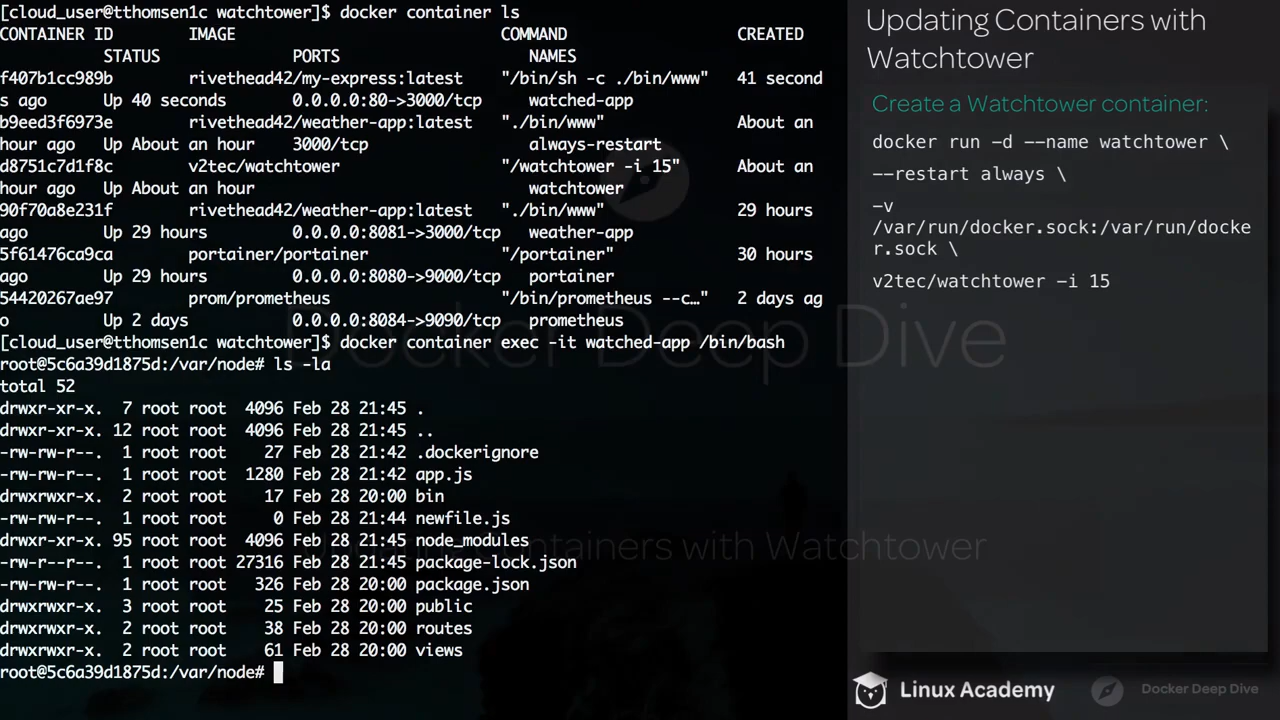 [cloud_user@tthomsen1c watchtower]$ docker container ls
CONTAINER ID        IMAGE                         COMMAND                  CREATED
             STATUS              PORTS                    NAMES
f407b1cc989b        rivethead42/my-express:latest    "/bin/sh -c ./bin/www"   41 second
s ago      Up 40 seconds       0.0.0.0:80->3000/tcp     watched-app
b9eed3f6973e        rivethead42/weather-app:latest   "./bin/www"              About an
hour ago   Up About an hour    3000/tcp                 always-restart
d8751c7d1f8c        v2tec/watchtower                 "/watchtower -i 15"      About an
hour ago   Up About an hour                             watchtower
90f70a8e231f        rivethead42/weather-app:latest   "./bin/www"              29 hours
ago        Up 29 hours         0.0.0.0:8081->3000/tcp   weather-app
5f61476ca9ca        portainer/portainer              "/portainer"             30 hours
ago        Up 29 hours         0.0.0.0:8080->9000/tcp   portainer
54420267ae97        prom/prometheus                  "/bin/prometheus --c…"   2 days ag
o          Up 2 days           0.0.0.0:8084->9090/tcp   prometheus
[cloud_user@tthomsen1c watchtower]$ docker container exec -it watched-app /bin/bash
root@5c6a39d1875d:/var/node# ls -la
total 52
drwxr-xr-x.  7 root root  4096 Feb 28 21:45 .
drwxr-xr-x. 12 root root  4096 Feb 28 21:45 ..
-rw-rw-r--.  1 root root    27 Feb 28 21:42 .dockerignore
-rw-rw-r--.  1 root root  1280 Feb 28 21:42 app.js
drwxrwxr-x.  2 root root    17 Feb 28 20:00 bin
-rw-rw-r--.  1 root root     0 Feb 28 21:44 newfile.js
drwxr-xr-x. 95 root root  4096 Feb 28 21:45 node_modules
-rw-r--r--.  1 root root 27316 Feb 28 21:45 package-lock.json
-rw-rw-r--.  1 root root   326 Feb 28 20:00 package.json
drwxrwxr-x.  3 root root    25 Feb 28 20:00 public
drwxrwxr-x.  2 root root    38 Feb 28 20:00 routes
drwxrwxr-x.  2 root root    61 Feb 28 20:00 views
root@5c6a39d1875d:/var/node#
Docker Deep Dive
Updating Containers with Watchtower
Updating Containers with
Watchtower
Create a Watchtower container:
docker run -d --name watchtower \
--restart always \
-v
/var/run/docker.sock:/var/run/docke
r.sock \
v2tec/watchtower -i 15
Linux Academy
Docker Deep Dive